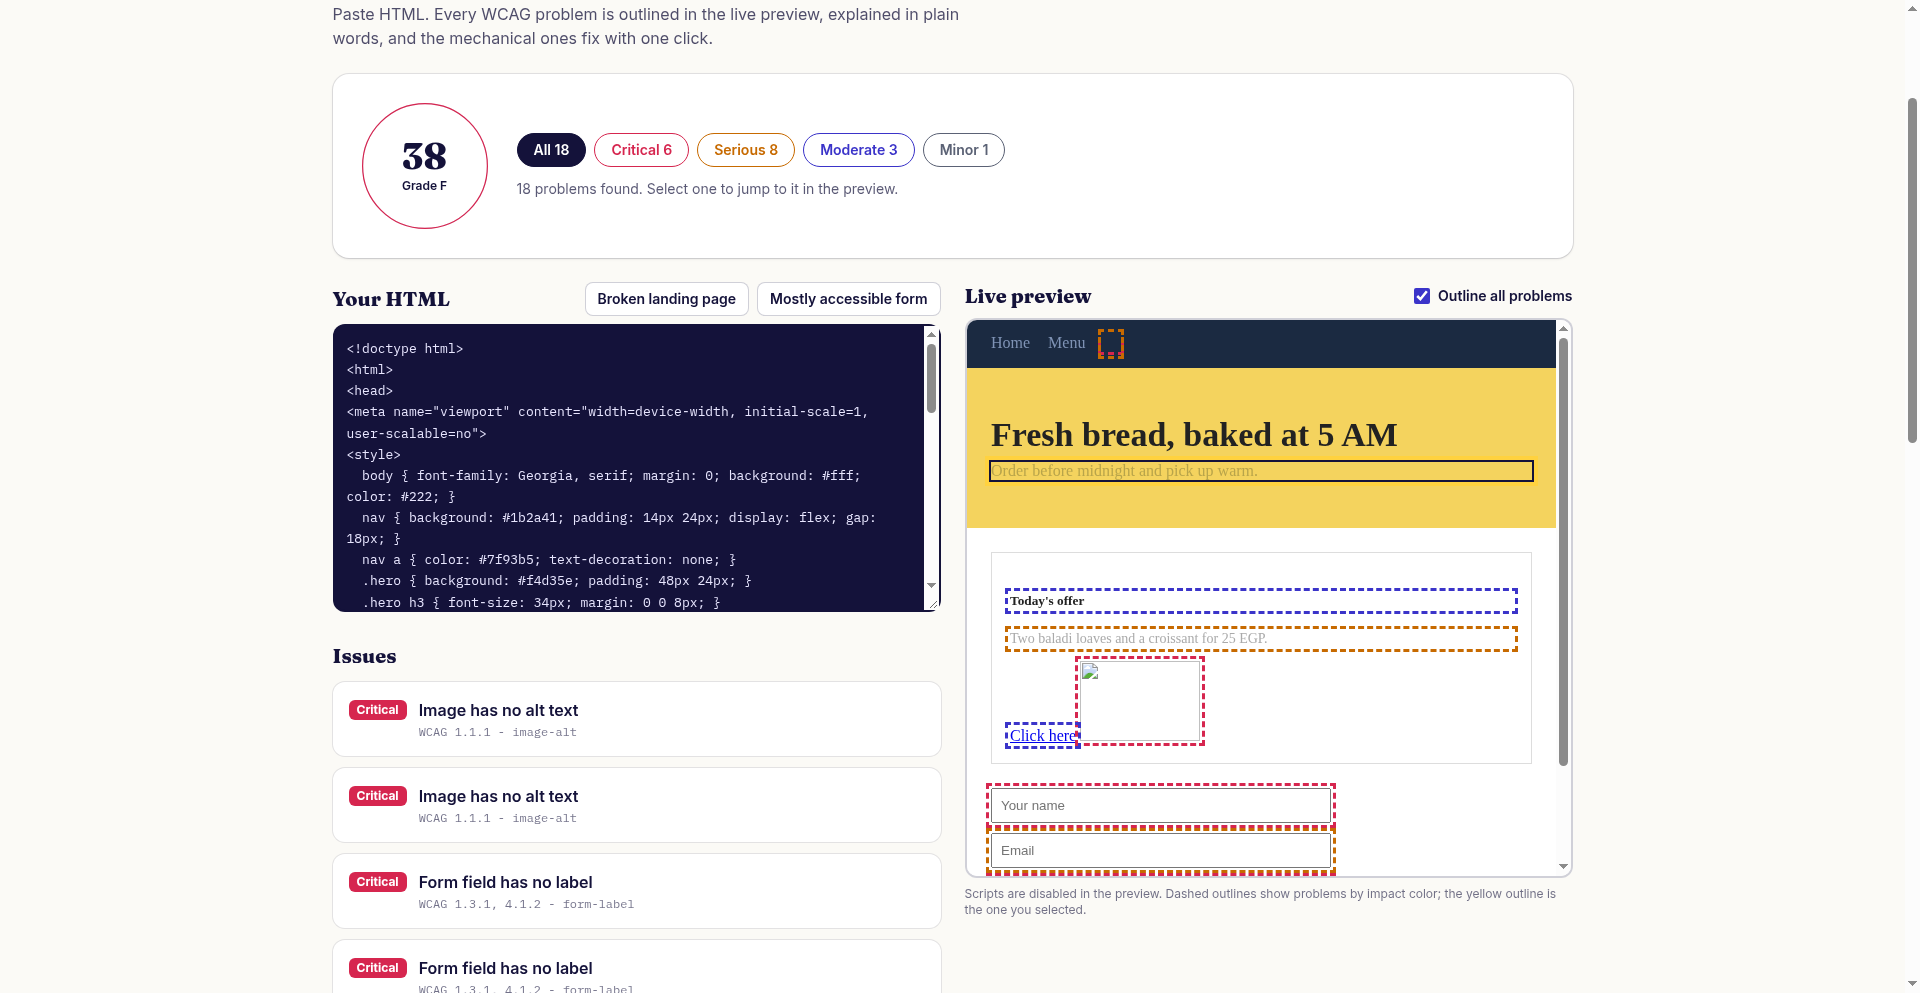 Paste HTML. Every WCAG problem is outlined in the live preview, explained in plain
words, and the mechanical ones fix with one click.
38
Grade F
All 18
Critical 6
Serious 8
Moderate 3
Minor 1
18 problems found. Select one to jump to it in the preview.
Your HTML
Broken landing page
Mostly accessible form
<!doctype html>
<html>
<head>
<meta name="viewport" content="width=device-width, initial-scale=1,
user-scalable=no">
<style>
body { font-family: Georgia, serif; margin: 0; background: #fff;
color: #222; }
nav { background: #1b2a41; padding: 14px 24px; display: flex; gap:
18px; }
nav a { color: #7f93b5; text-decoration: none; }
.hero { background: #f4d35e; padding: 48px 24px; }
.hero h3 { font-size: 34px; margin: 0 0 8px; }
Issues
Critical
Image has no alt text
WCAG 1.1.1 - image-alt
Critical
Image has no alt text
WCAG 1.1.1 - image-alt
Critical
Form field has no label
WCAG 1.3.1, 4.1.2 - form-label
Critical
Form field has no label
WCAG 1.3.1, 4.1.2 - form-label
Live preview
Outline all problems
Home
Menu
Fresh bread, baked at 5 AM
Order before midnight and pick up warm.
Today's offer
Two baladi loaves and a croissant for 25 EGP.
Click here
Your name
Email
Scripts are disabled in the preview. Dashed outlines show problems by impact color; the yellow outline is
the one you selected.